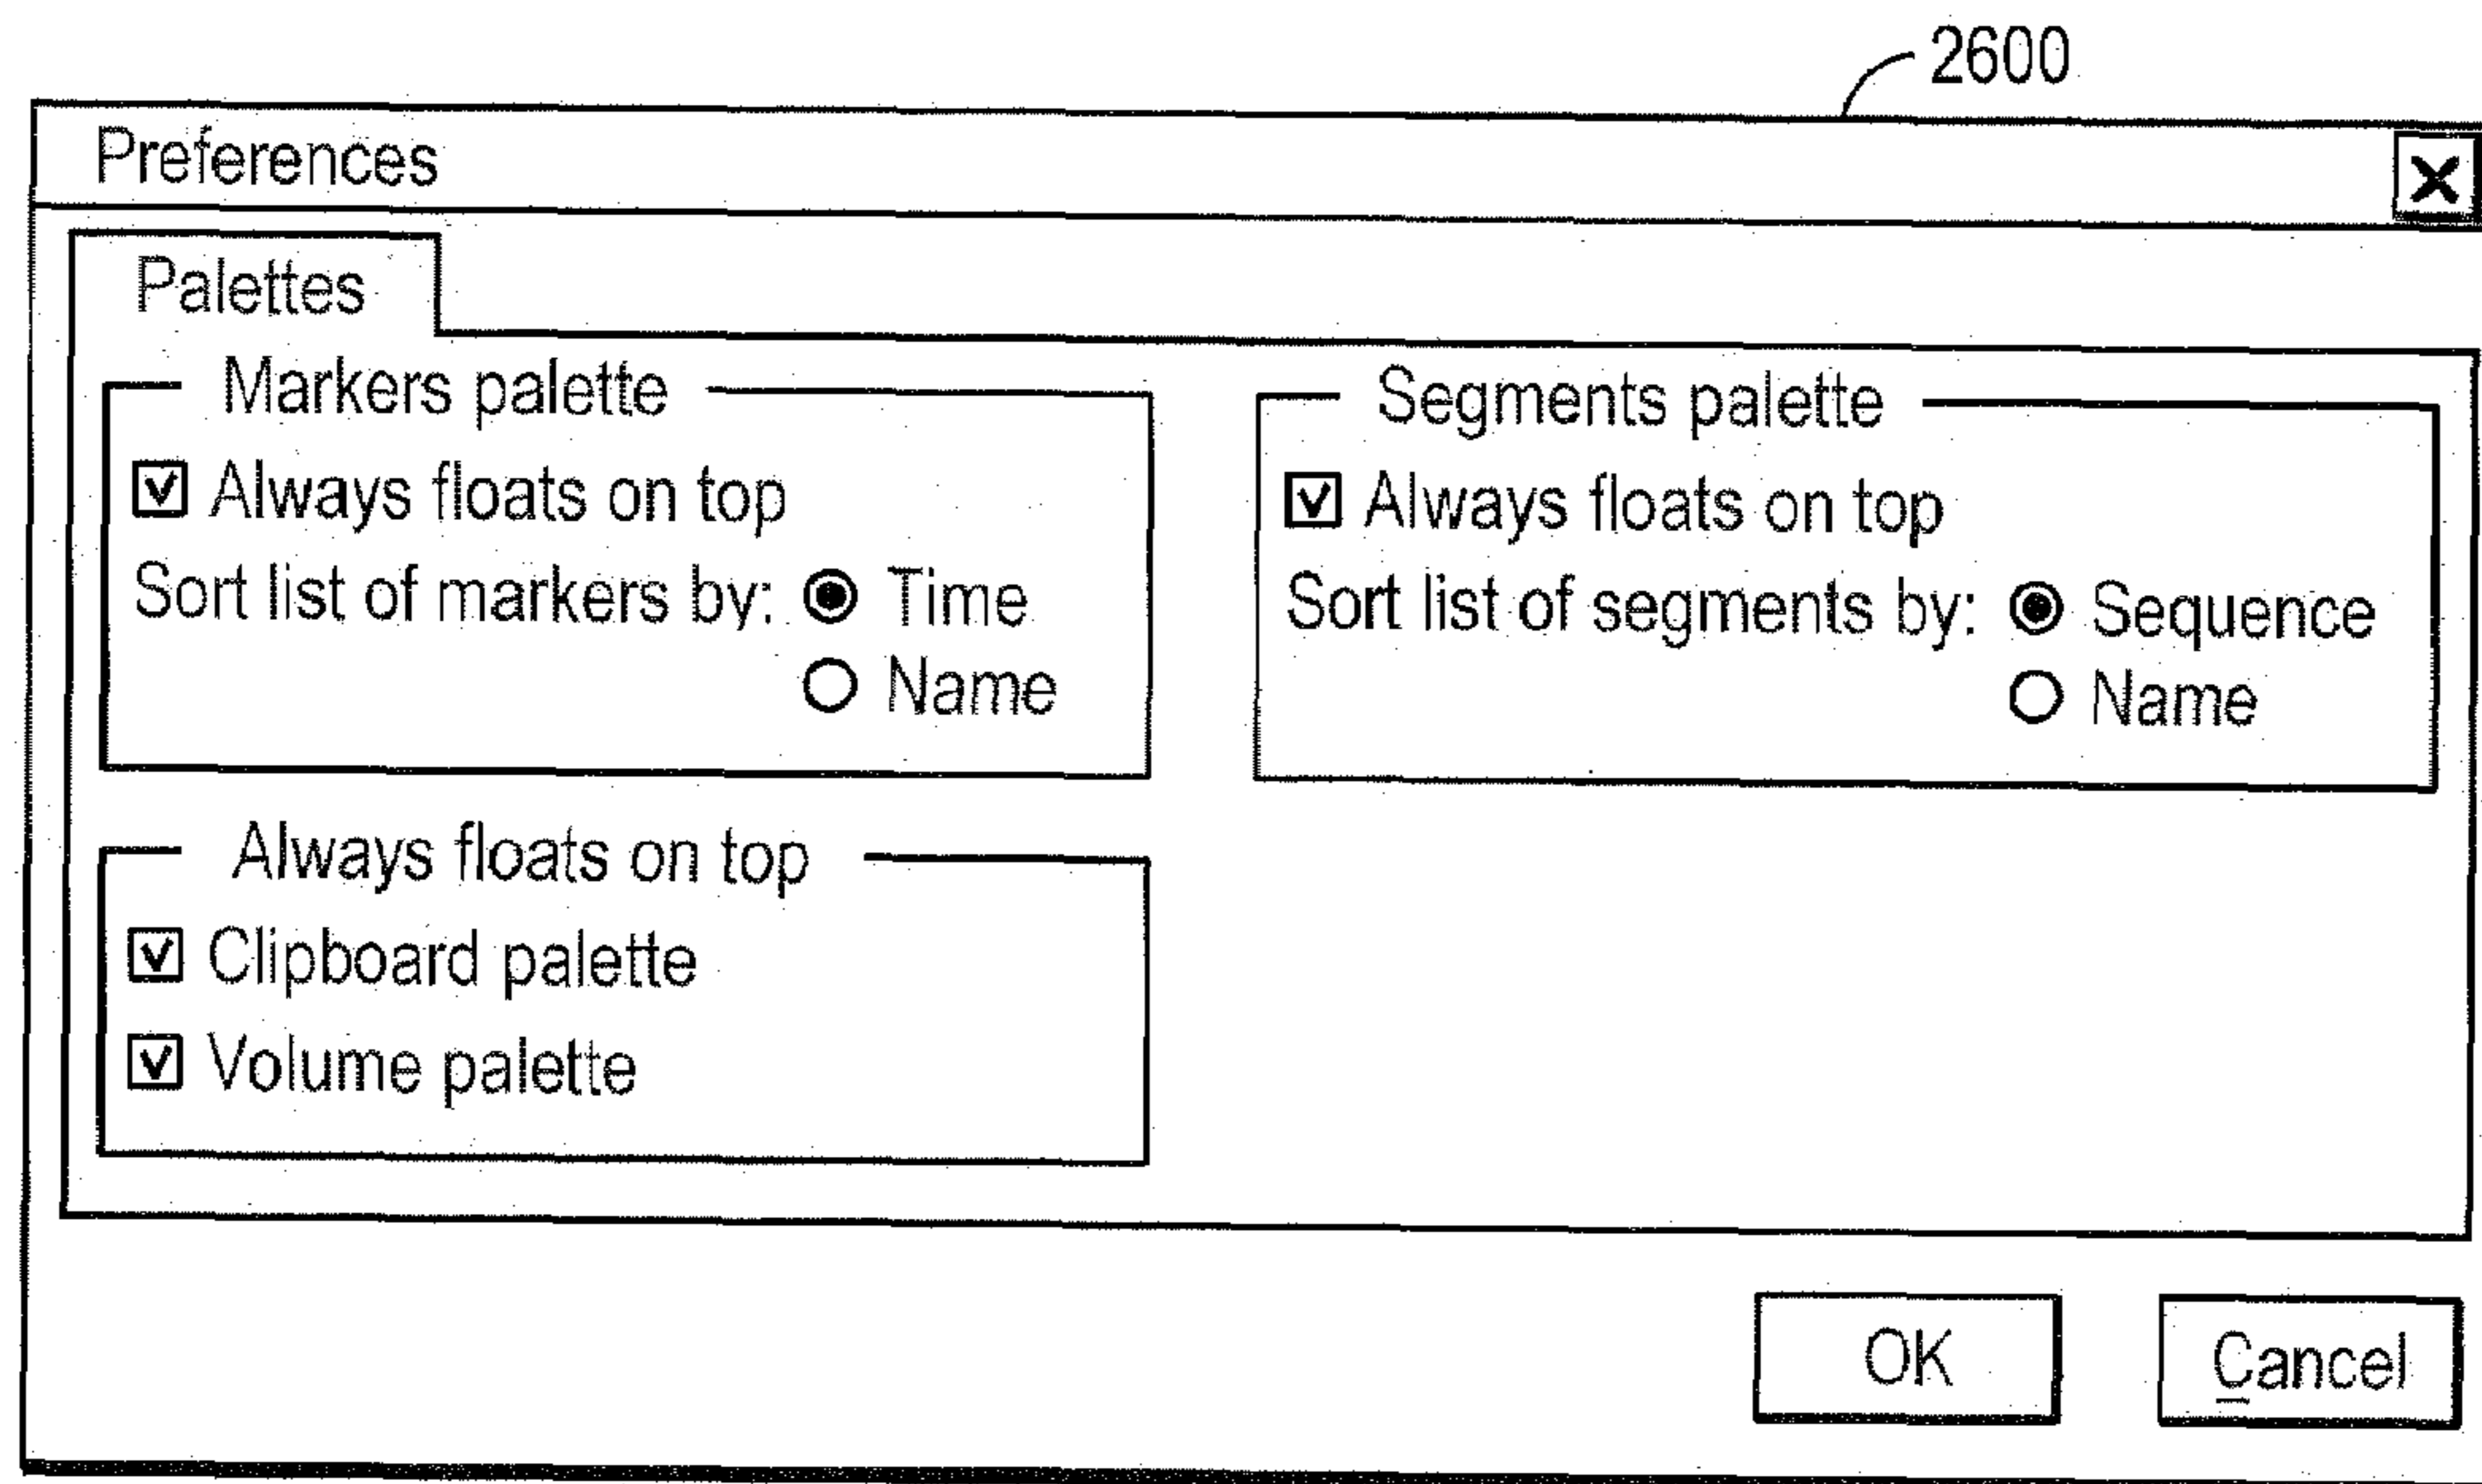 2600
Preferences
Palettes
Markers palette
Always floats on top
Sort list of markers by: Time
Name
Segments palette
Always floats on top
Sort list of segments by: Sequence
Name
Always floats on top
Clipboard palette
Volume palette
OK
Cancel